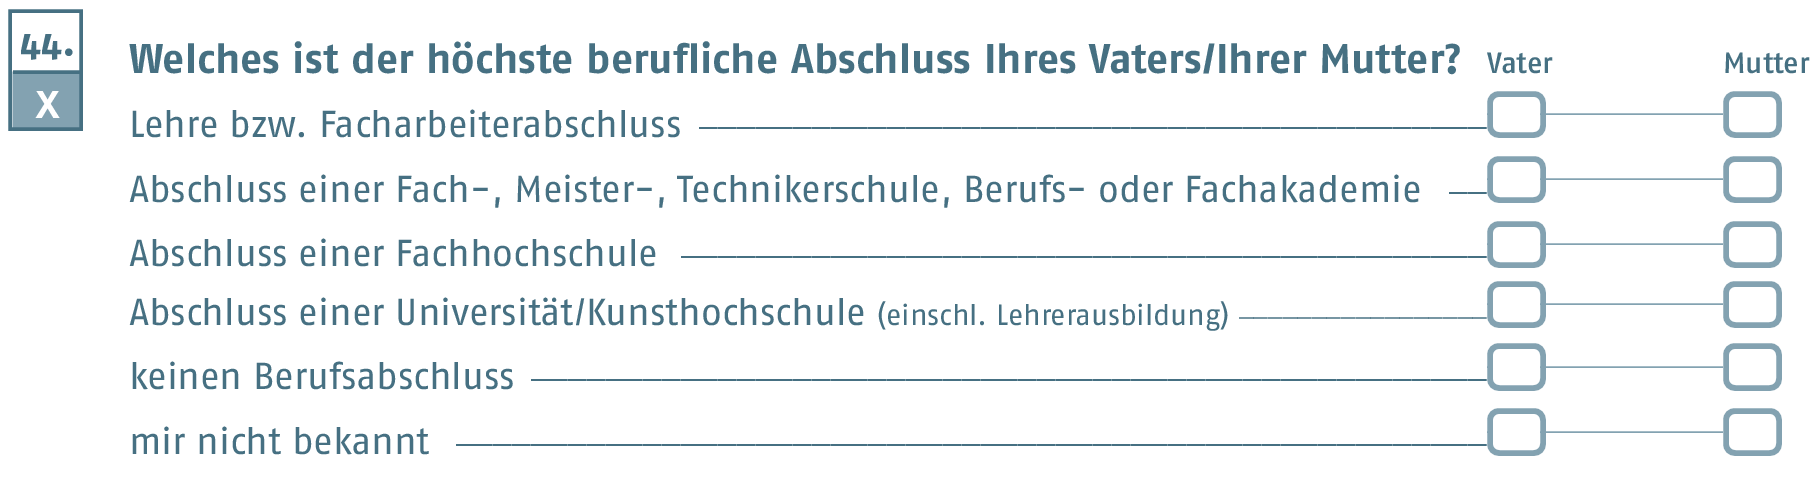 44.
X
Welches ist der höchste berufliche Abschluss Ihres Vaters/Ihrer Mutter? Vater Mutter
Lehre bzw. Facharbeiterabschluss
Abschluss einer Fach-, Meister-, Technikerschule, Berufs- oder Fachakademie
Abschluss einer Fachhochschule
Abschluss einer Universität/Kunsthochschule (einschl. Lehrerausbildung)
keinen Berufsabschluss
mir nicht bekannt